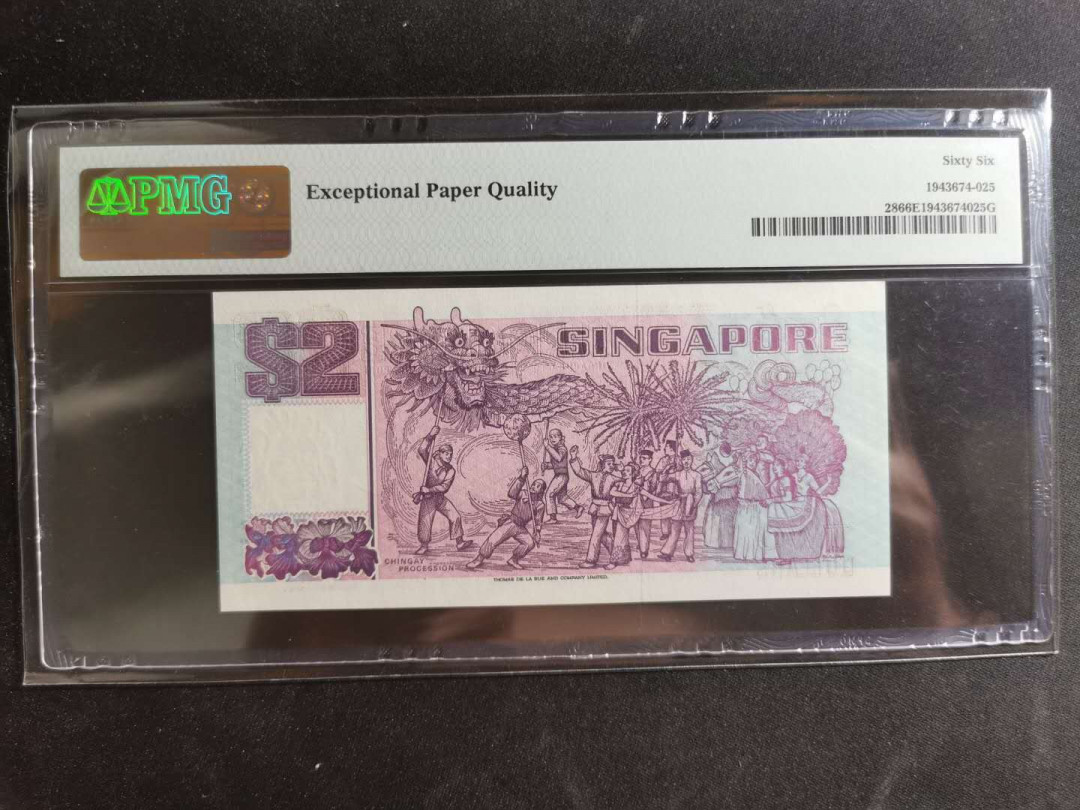 PMG
Exceptional Paper Quality
Sixty Six
1943674-025
2866E1943674025G
$2
SINGAPORE
CHINGAY
PROCESSION
THOMAS DE LA RUE AND COMPANY LIMITED.